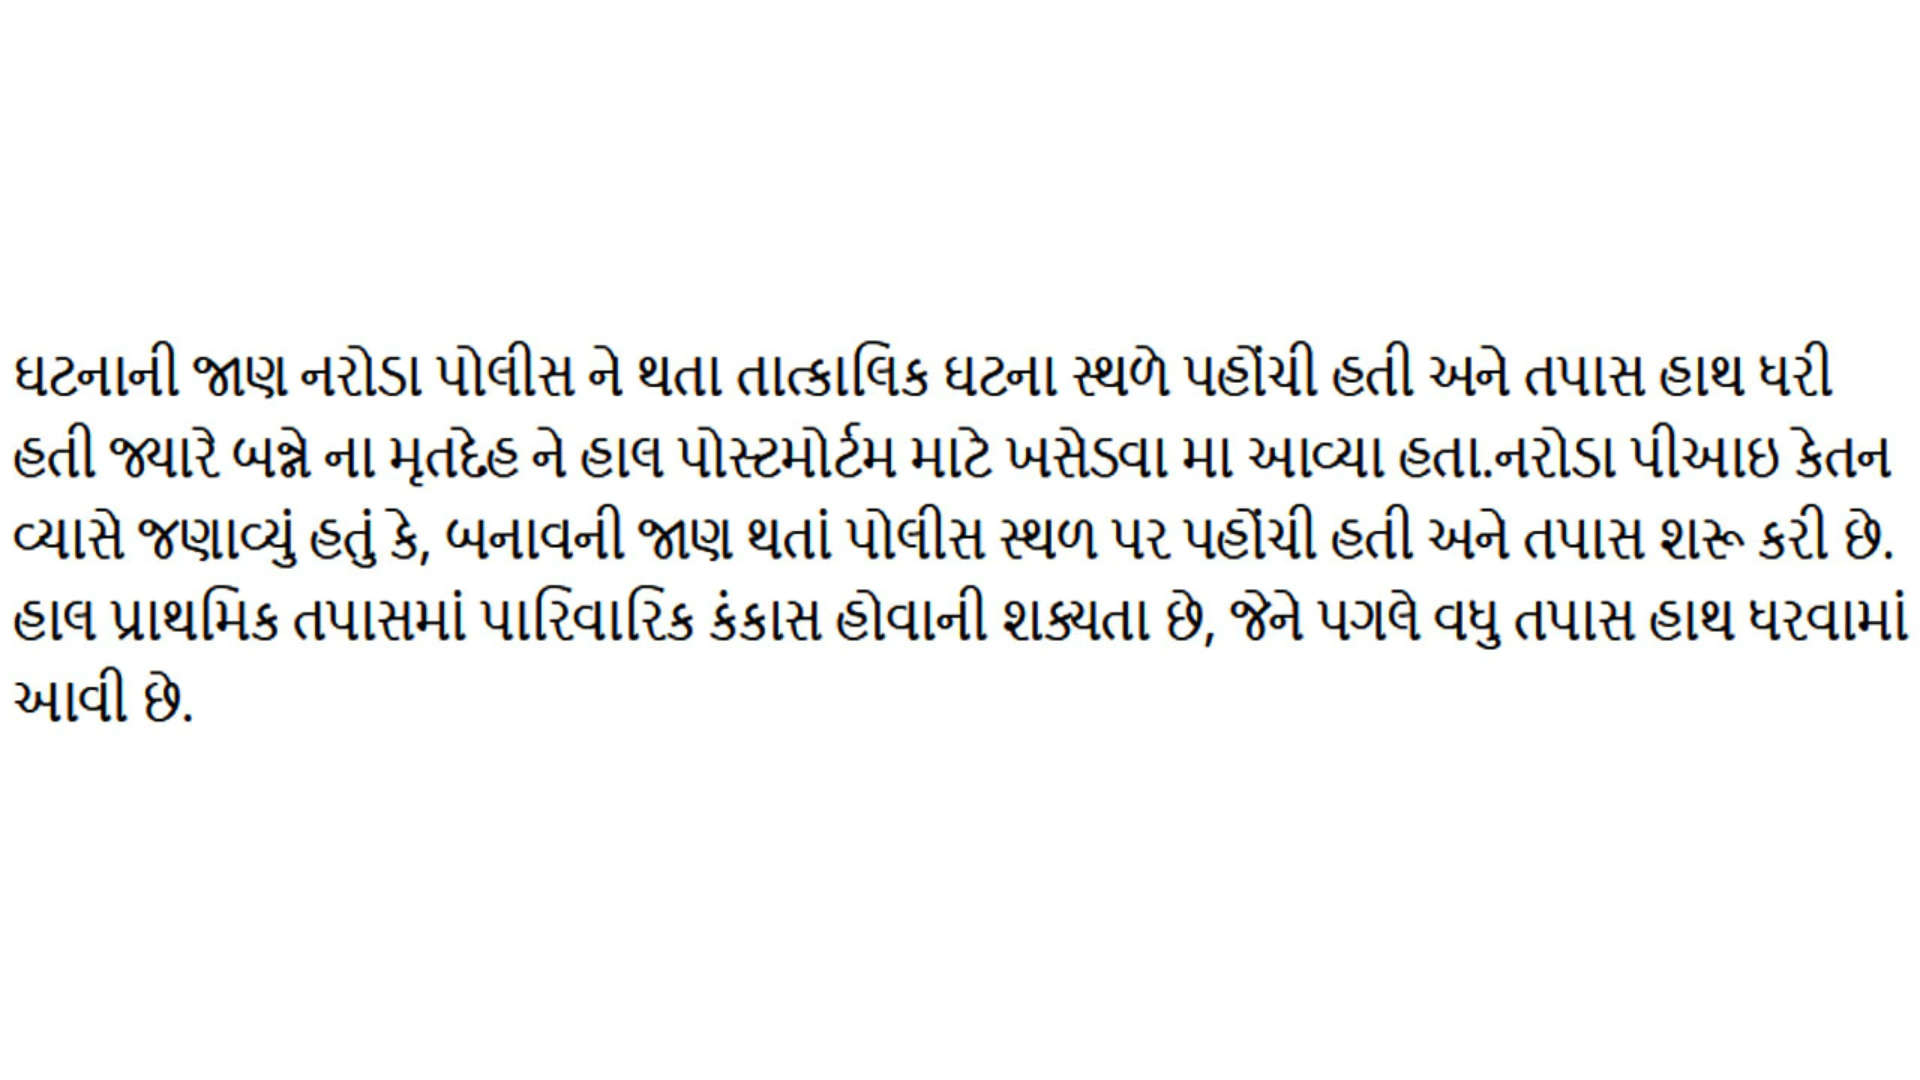 ઘટનાની જાણ નરોડા પોલીસ ને થતા તાત્કાલિક ઘટના સ્થળે પહોંચી હતી અને તપાસ હાથ ધરી
હતી જ્યારે બન્ને ના મૃતદેહ ને હાલ પોસ્ટમોર્ટમ માટે ખસેડવા મા આવ્યા હતા.નરોડા પીઆઇ કેતન
વ્યાસે જણાવ્યું હતું કે, બનાવની જાણ થતાં પોલીસ સ્થળ પર પહોંચી હતી અને તપાસ શરૂ કરી છે.
હાલ પ્રાથમિક તપાસમાં પારિવારિક કંકાસ હોવાની શક્યતા છે, જેને પગલે વધુ તપાસ હાથ ધરવામાં
આવી છે.